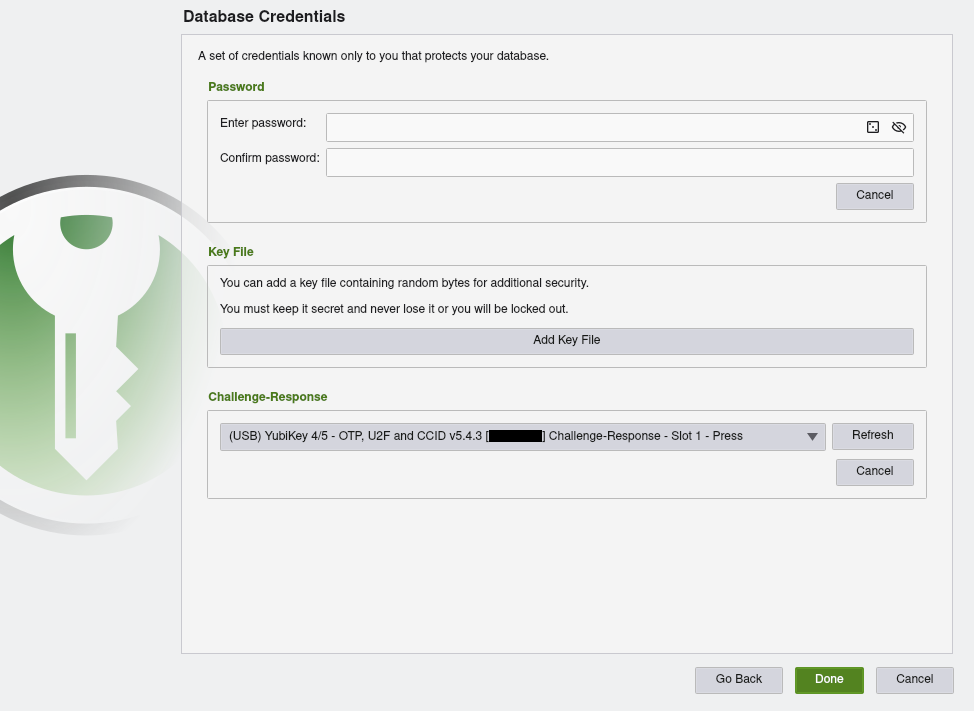 Database Credentials
A set of credentials known only to you that protects your database.
Password
Enter password:
Confirm password:
Cancel
Key File
You can add a key file containing random bytes for additional security.
You must keep it secret and never lose it or you will be locked out.
Add Key File
Challenge-Response
(USB) YubiKey 4/5 - OTP, U2F and CCID v5.4.3 [] Challenge-Response - Slot 1 - Press
Refresh
Cancel
Go Back
Done
Cancel